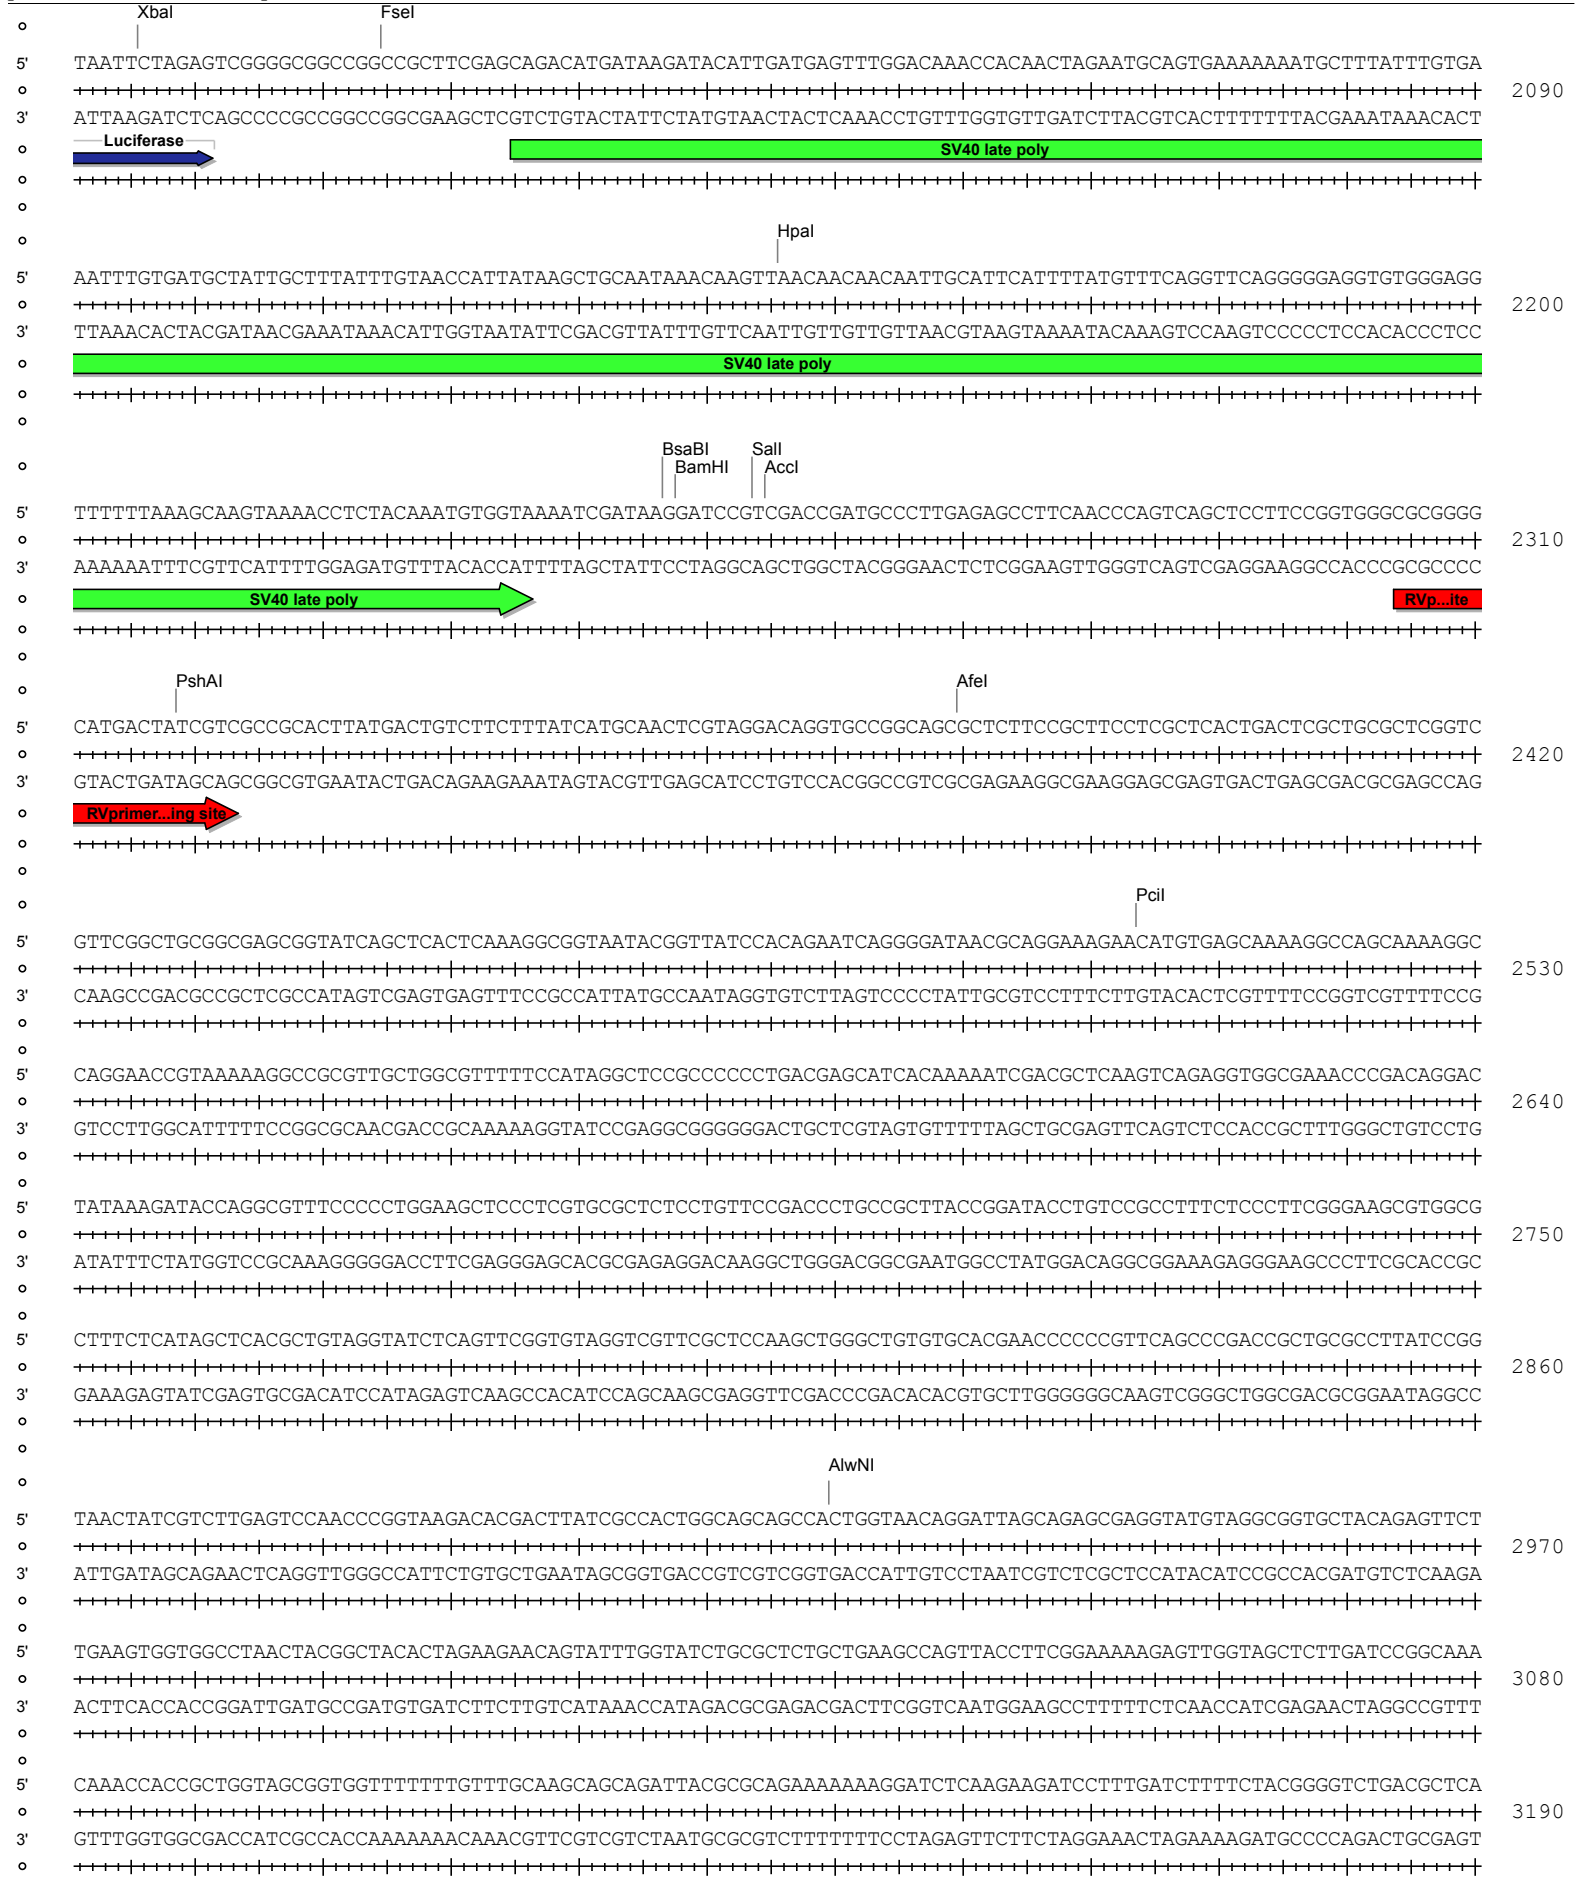 XbaI FseI
5' TAATTCTAGAGTCGGGGCGGCCGGCCGCTTCGAGCAGACATGATAAGATACATTGATGAGTTTGGACAAACCACAACTAGAATGCAGTGAAAAAAATGCTTTATTTGTGA
2090
3' ATTAAGATCTCAGCCCCGCCGGCCGGCGAAGCTCGTCTGTACTATTCTATGTAACTACTCAAACCTGTTTGGTGTTGATCTTACGTCACTTTTTTTACGAAATAAACACT
Luciferase SV40 late poly
HpaI
5' AATTTGTGATGCTATTGCTTTATTTGTAACCATTATAAGCTGCAATAAACAAGTTAACAACAACAATTGCATTCATTTTATGTTTCAGGTTCAGGGGGAGGTGTGGGAGG
2200
3' TTAAACACTACGATAACGAAATAAACATTGGTAATATTCGACGTTATTTGTTCAATTGTTGTTGTTAACGTAAGTAAAATACAAAGTCCAAGTCCCCCTCCACACCCTCC
SV40 late poly
BsaBI SalI
BamHI AccI
5' TTTTTTAAAGCAAGTAAAACCTCTACAAATGTGGTAAAATCGATAAGGATCCGTCGACCGATGCCCTTGAGAGCCTTCAACCCAGTCAGCTCCTTCCGGTGGGCGCGGGG
2310
3' AAAAAATTTCGTTCATTTTGGAGATGTTTACACCATTTTAGCTATTCCTAGGCAGCTGGCTACGGGAACTCTCGGAAGTTGGGTCAGTCGAGGAAGGCCACCCGCGCCCC
SV40 late poly RVp...ite
PshAI AfeI
5' CATGACTATCGTCGCCGCACTTATGACTGTCTTCTTTATCATGCAACTCGTAGGACAGGTGCCGGCAGCGCTCTTCCGCTTCCTCGCTCACTGACTCGCTGCGCTCGGTC
2420
3' GTACTGATAGCAGCGGCGTGAATACTGACAGAAGAAATAGTACGTTGAGCATCCTGTCCACGGCCGTCGCGAGAAGGCGAAGGAGCGAGTGACTGAGCGACGCGAGCCAG
RVprimer...ing site
PciI
5' GTTCGGCTGCGGCGAGCGGTATCAGCTCACTCAAAGGCGGTAATACGGTTATCCACAGAATCAGGGGATAACGCAGGAAAGAACATGTGAGCAAAAGGCCAGCAAAAGGC
2530
3' CAAGCCGACGCCGCTCGCCATAGTCGAGTGAGTTTCCGCCATTATGCCAATAGGTGTCTTAGTCCCCTATTGCGTCCTTTCTTGTACACTCGTTTTCCGGTCGTTTTCCG
5' CAGGAACCGTAAAAAGGCCGCGTTGCTGGCGTTTTTCCATAGGCTCCGCCCCCCTGACGAGCATCACAAAAATCGACGCTCAAGTCAGAGGTGGCGAAACCCGACAGGAC
2640
3' GTCCTTGGCATTTTTCCGGCGCAACGACCGCAAAAAGGTATCCGAGGCGGGGGGACTGCTCGTAGTGTTTTTAGCTGCGAGTTCAGTCTCCACCGCTTTGGGCTGTCCTG
5' TATAAAGATACCAGGCGTTTCCCCCTGGAAGCTCCCTCGTGCGCTCTCCTGTTCCGACCCTGCCGCTTACCGGATACCTGTCCGCCTTTCTCCCTTCGGGAAGCGTGGCG
2750
3' ATATTTCTATGGTCCGCAAAGGGGGACCTTCGAGGGAGCACGCGAGAGGACAAGGCTGGGACGGCGAATGGCCTATGGACAGGCGGAAAGAGGGAAGCCCTTCGCACCGC
5' CTTTCTCATAGCTCACGCTGTAGGTATCTCAGTTCGGTGTAGGTCGTTCGCTCCAAGCTGGGCTGTGTGCACGAACCCCCCGTTCAGCCCGACCGCTGCGCCTTATCCGG
2860
3' GAAAGAGTATCGAGTGCGACATCCATAGAGTCAAGCCACATCCAGCAAGCGAGGTTCGACCCGACACACGTGCTTGGGGGGCAAGTCGGGCTGGCGACGCGGAATAGGCC
AlwNI
5' TAACTATCGTCTTGAGTCCAACCCGGTAAGACACGACTTATCGCCACTGGCAGCAGCCACTGGTAACAGGATTAGCAGAGCGAGGTATGTAGGCGGTGCTACAGAGTTCT
2970
3' ATTGATAGCAGAACTCAGGTTGGGCCATTCTGTGCTGAATAGCGGTGACCGTCGTCGGTGACCATTGTCCTAATCGTCTCGCTCCATACATCCGCCACGATGTCTCAAGA
5' TGAAGTGGTGGCCTAACTACGGCTACACTAGAAGAACAGTATTTGGTATCTGCGCTCTGCTGAAGCCAGTTACCTTCGGAAAAAGAGTTGGTAGCTCTTGATCCGGCAAA
3080
3' ACTTCACCACCGGATTGATGCCGATGTGATCTTCTTGTCATAAACCATAGACGCGAGACGACTTCGGTCAATGGAAGCCTTTTTCTCAACCATCGAGAACTAGGCCGTTT
5' CAAACCACCGCTGGTAGCGGTGGTTTTTTTGTTTGCAAGCAGCAGATTACGCGCAGAAAAAAAGGATCTCAAGAAGATCCTTTGATCTTTTCTACGGGGTCTGACGCTCA
3190
3' GTTTGGTGGCGACCATCGCCACCAAAAAAACAAACGTTCGTCGTCTAATGCGCGTCTTTTTTTCCTAGAGTTCTTCTAGGAAACTAGAAAAGATGCCCCAGACTGCGAGT